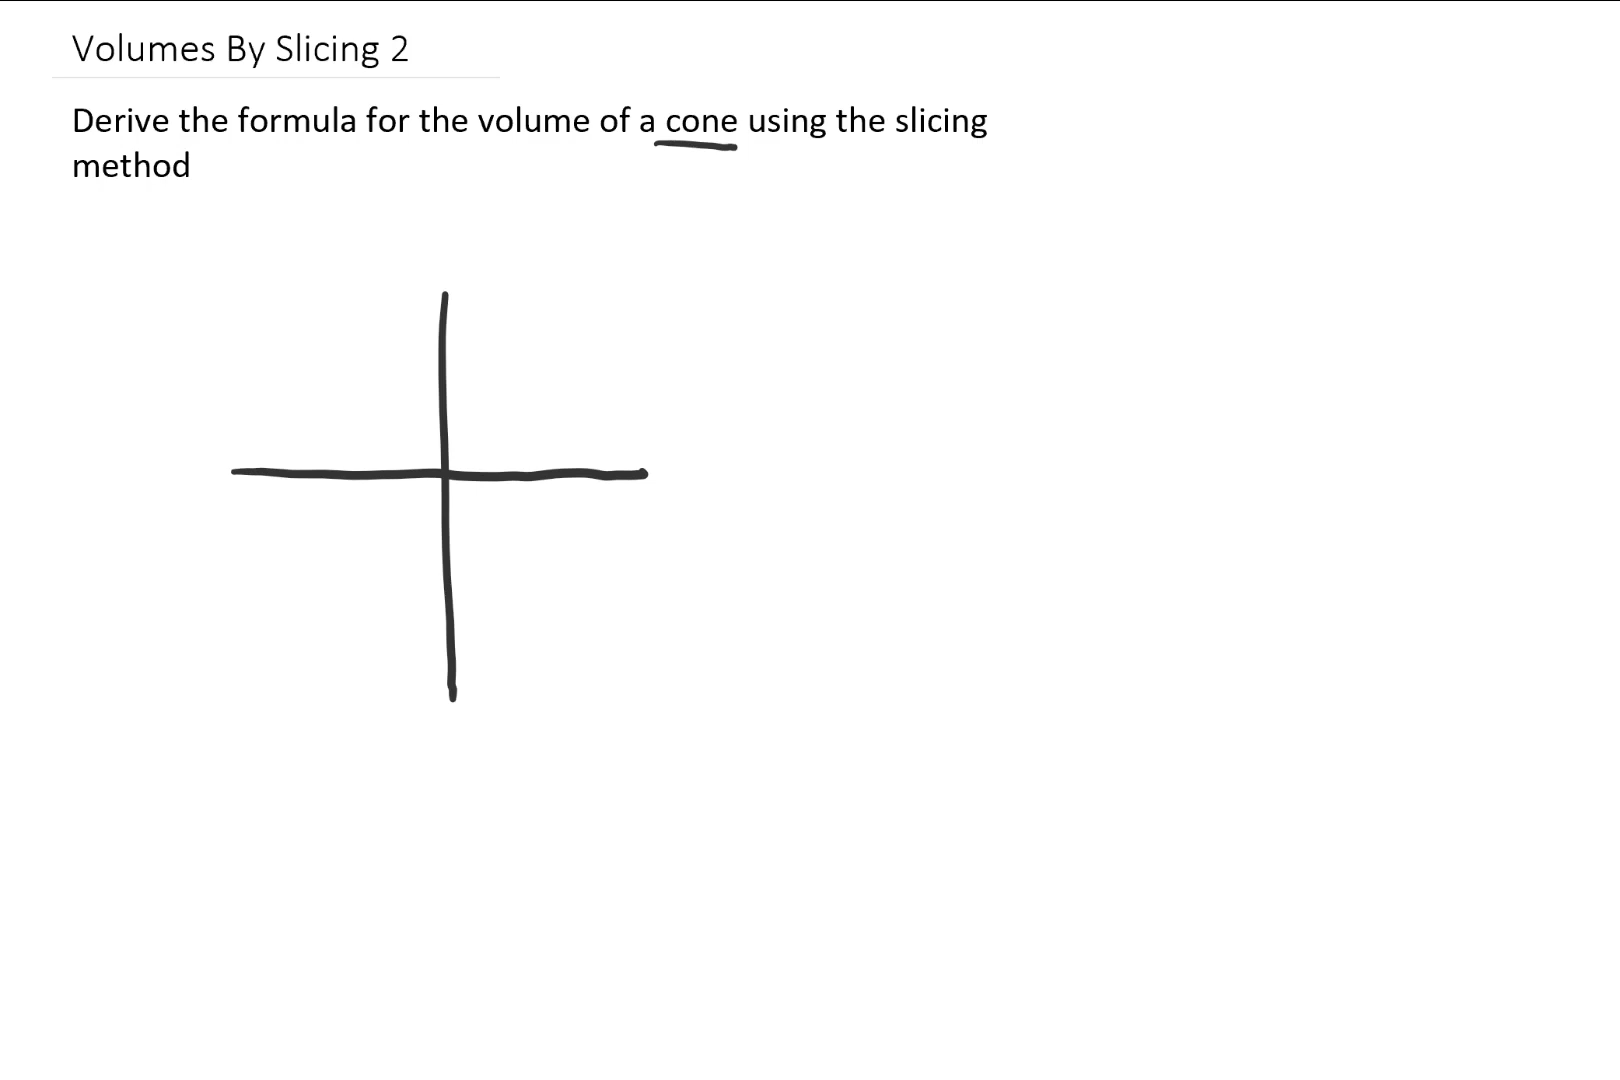 Volumes By Slicing 2
Derive the formula for the volume of a cone using the slicing
method